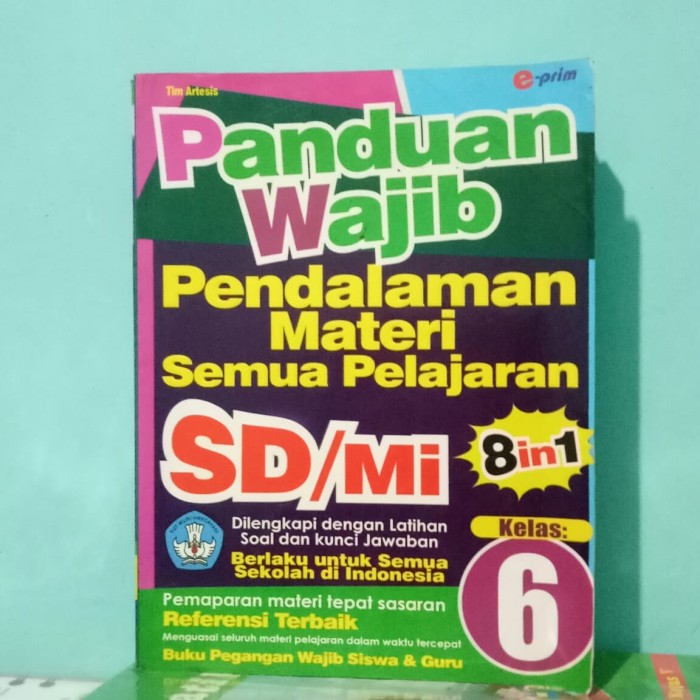 Tim Artesis
e-prim
Panduan
Wajib
Pendalaman
Materi
Semua Pelajaran
SD/Mi
8in1
Dilengkapi dengan Latihan
Soal dan kunci Jawaban
Berlaku untuk Semua
Sekolah di Indonesia
Kelas:
6
Pemaparan materi tepat sasaran
Referensi Terbaik
Menguasai seluruh materi pelajaran dalam waktu tercepat
Buku Pegangan Wajib Siswa & Guru